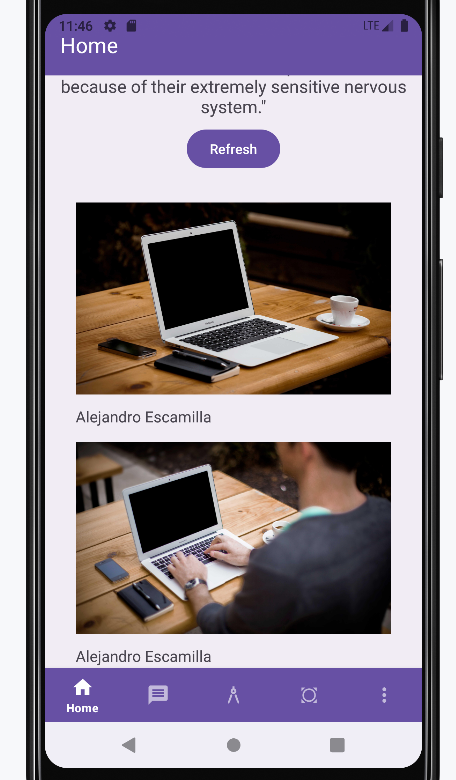 11:46
LTE
Home
because of their extremely sensitive nervous
system."
Refresh
Alejandro Escamilla
Alejandro Escamilla
Home